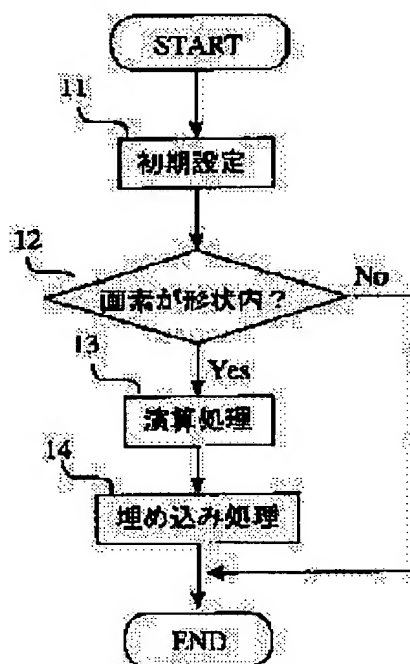 START
11
初期設定
12
画素が形状内？
No
Yes
13
演算処理
14
埋め込み処理
END